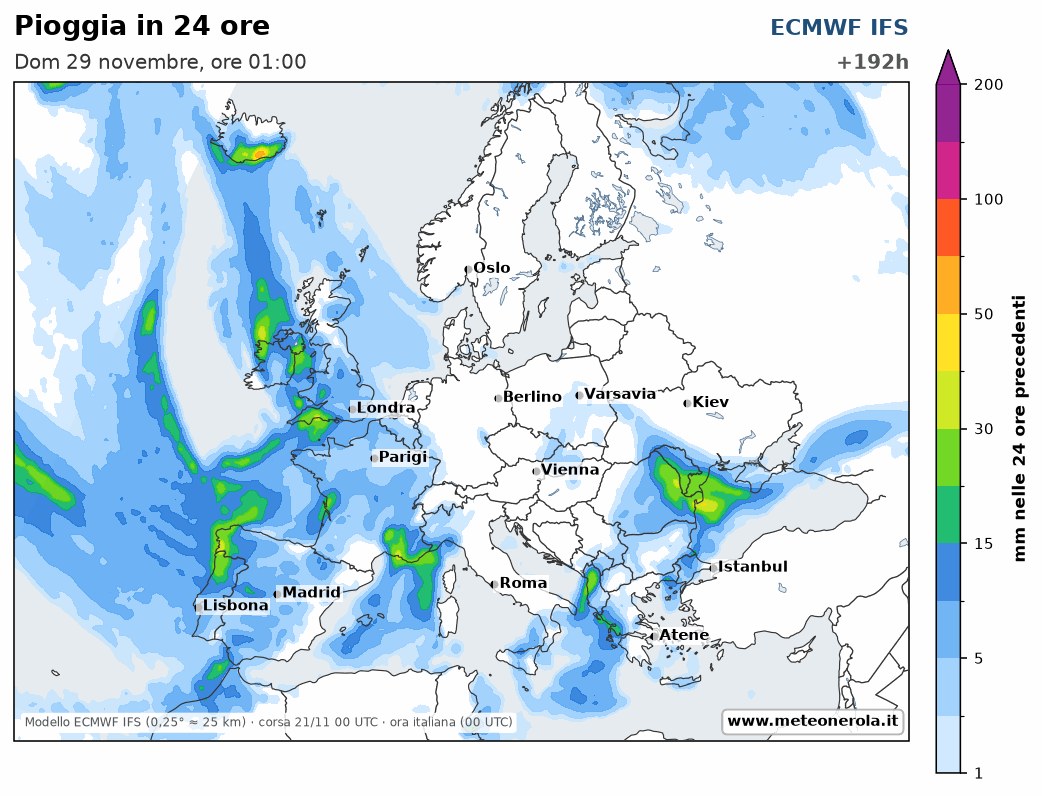 Pioggia in 24 ore
ECMWF IFS
Dom 29 novembre, ore 01:00
+192h
200
100
50
30
15
5
1
mm nelle 24 ore precedenti
Oslo
Berlino
Varsavia
Kiev
Londra
Parigi
Vienna
Istanbul
Roma
Madrid
Lisbona
Atene
Modello ECMWF IFS (0,25° ≈ 25 km) · corsa 21/11 00 UTC · ora italiana (00 UTC)
www.meteonerola.it